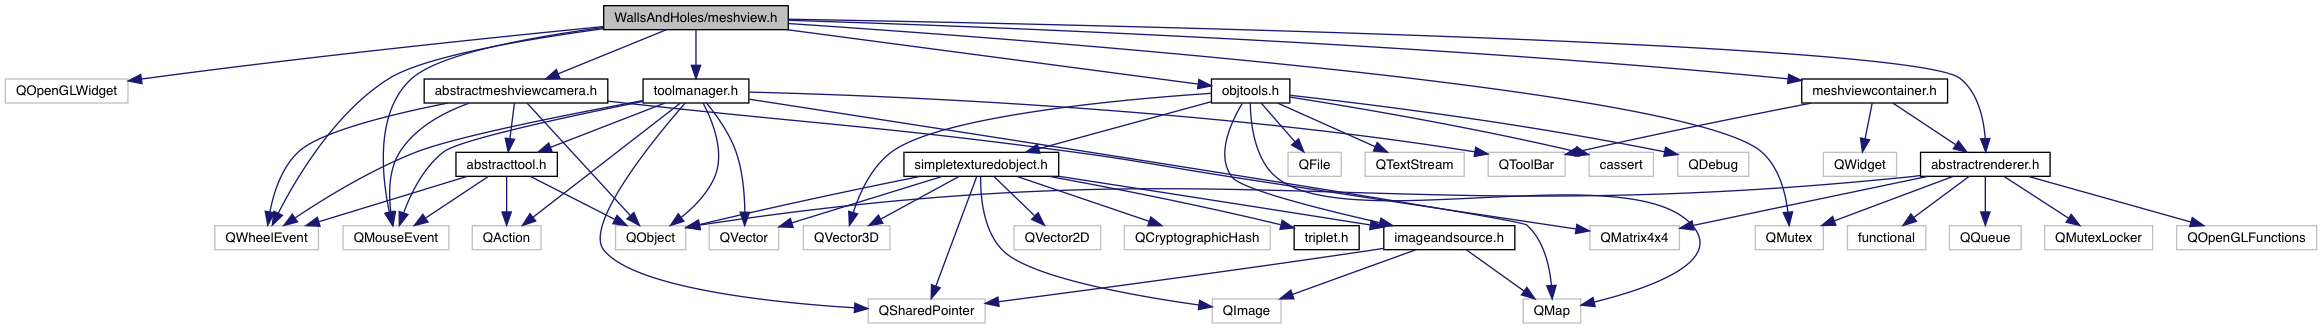 WallsAndHoles/meshview.h
QOpenGLWidget
abstractmeshviewcamera.h
toolmanager.h
objtools.h
meshviewcontainer.h
abstracttool.h
simpletexturedobject.h
QFile
QTextStream
QToolBar
cassert
QDebug
QWidget
abstractrenderer.h
QWheelEvent
QMouseEvent
QAction
QObject
QVector
QVector3D
QVector2D
QCryptographicHash
triplet.h
imageandsource.h
QMatrix4x4
QMutex
functional
QQueue
QMutexLocker
QOpenGLFunctions
QSharedPointer
QImage
QMap